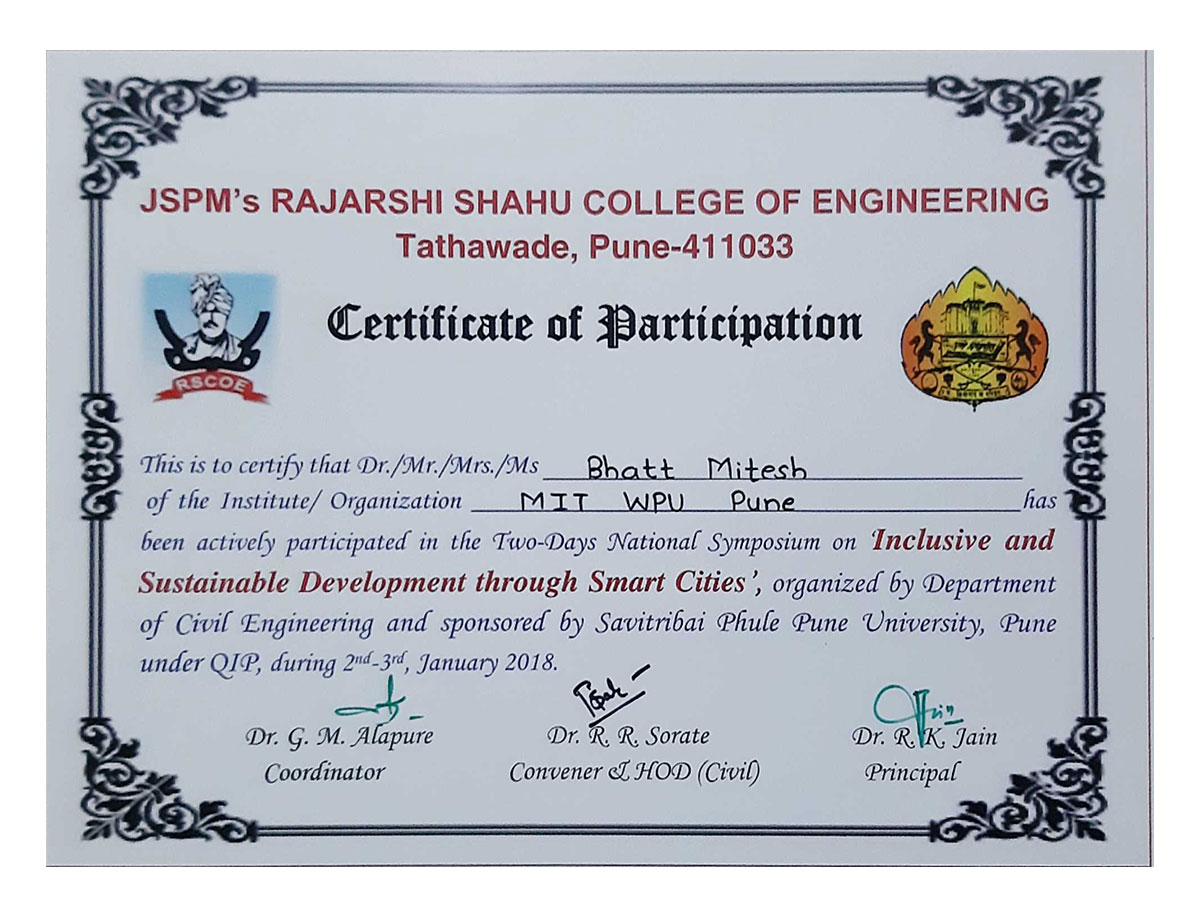 JSPM's RAJARSHI SHAHU COLLEGE OF ENGINEERING
Tathawade, Pune-411033
Certificate of Participation
RSCOE
This is to certify that Dr./Mr./Mrs./Ms Bhatt Mitesh
of the Institute/ Organization MIT WPU Pune has
been actively participated in the Two-Days National Symposium on 'Inclusive and
Sustainable Development through Smart Cities', organized by Department
of Civil Engineering and sponsored by Savitribai Phule Pune University, Pune
under QIP, during 2nd-3rd, January 2018.
Dr. G. M. Alapure Dr. R. R. Sorate Dr. R. K. Jain
Coordinator Convener & HOD (Civil) Principal